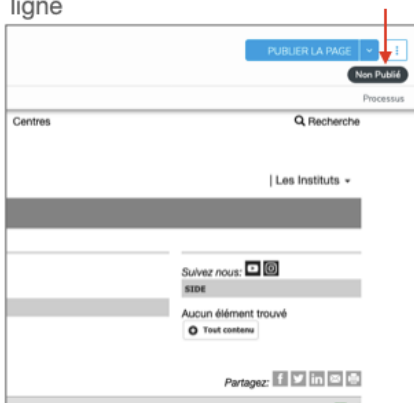 ligne
PUBLIER LA PAGE
Non Publié
Processus
Centres
Recherche
| Les Instituts
Suivez nous:
SIDE
Aucun élément trouvé
Tout contenu
Partagez: